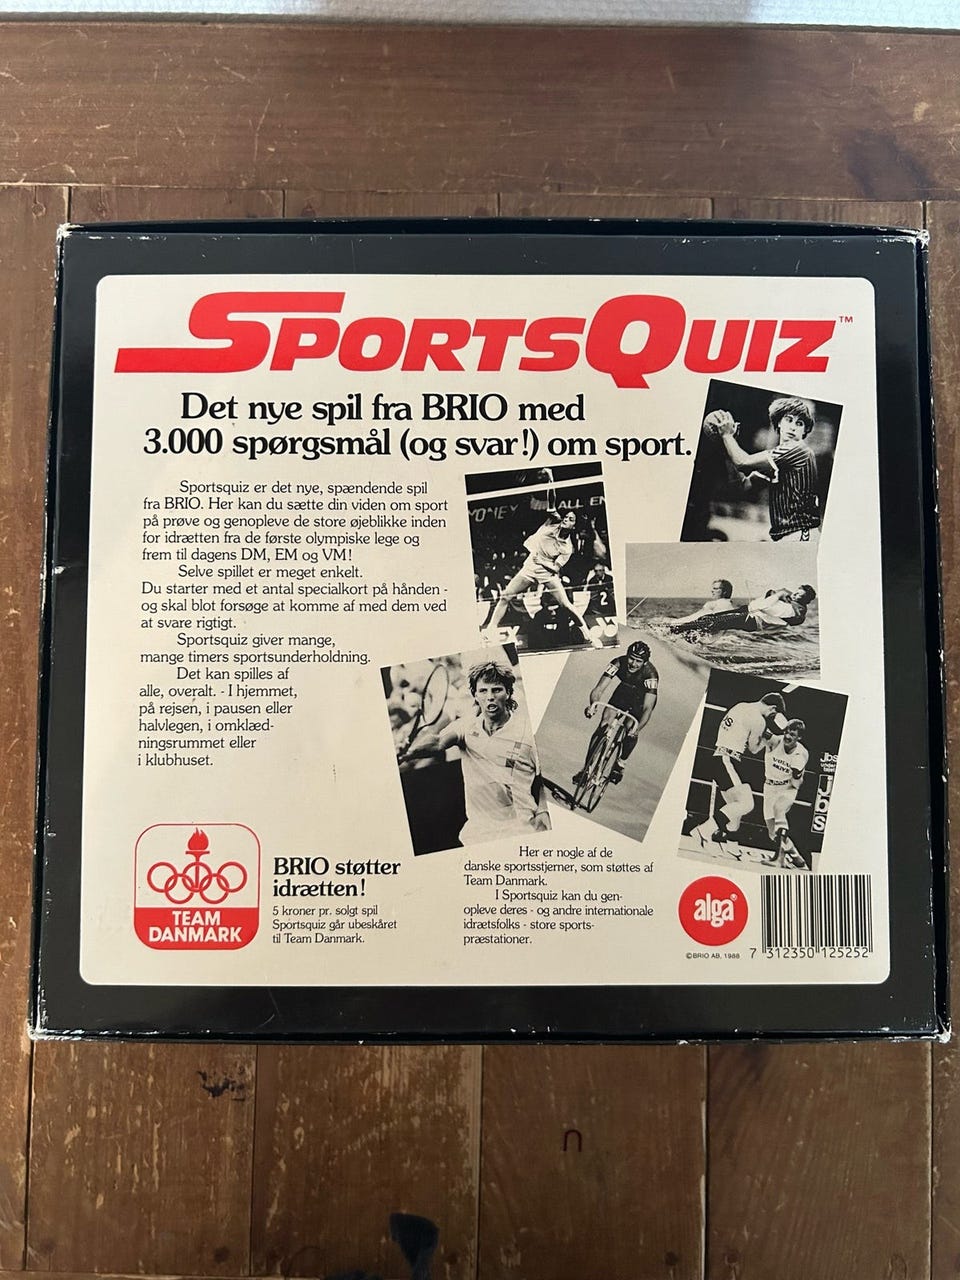 SPORTSQUIZ™
Det nye spil fra BRIO med
3.000 spørgsmål (og svar!) om sport.
Sportsquiz er det nye, spændende spil
fra BRIO. Her kan du sætte din viden om sport
på prøve og genopleve de store øjeblikke inden
for idrætten fra de første olympiske lege og
frem til dagens DM, EM og VM!
Selve spillet er meget enkelt.
Du starter med et antal specialkort på hånden -
og skal blot forsøge at komme af med dem ved
at svare rigtigt.
Sportsquiz giver mange,
mange timers sportsunderholdning.
Det kan spilles af
alle, overalt. - I hjemmet,
på rejsen, i pausen eller
halvlegen, i omklæd-
ningsrummet eller
i klubhuset.
TEAM
DANMARK
BRIO støtter
idrætten!
5 kroner pr. solgt spil
Sportsquiz går ubeskåret
til Team Danmark.
Her er nogle af de
danske sportsstjerner, som støttes af
Team Danmark.
I Sportsquiz kan du gen-
opleve deres - og andre internationale
idrætsfolks - store sports-
præstationer.
alga®
©BRIO AB, 1988
7 312350 125252
ALL EN
2
jbs
jbs